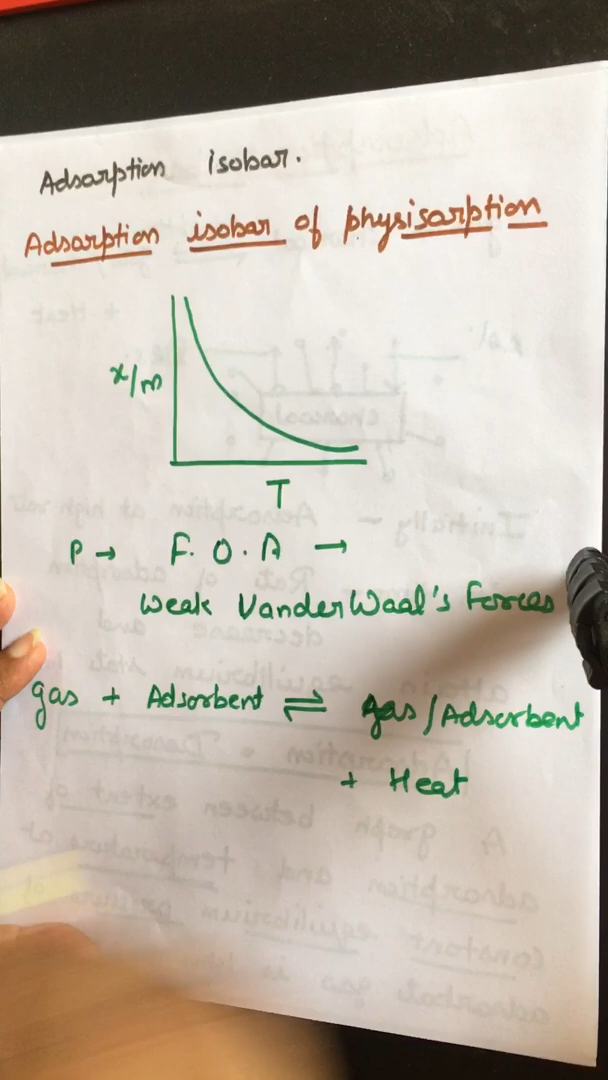 Adsorption isobar.
Adsorption isobar of physisorption
x/m
T
P → F. O. A →
Weak VanderWaal's Forces
gas + Adsorbent ⇌ gas/Adsorbent
+ Heat